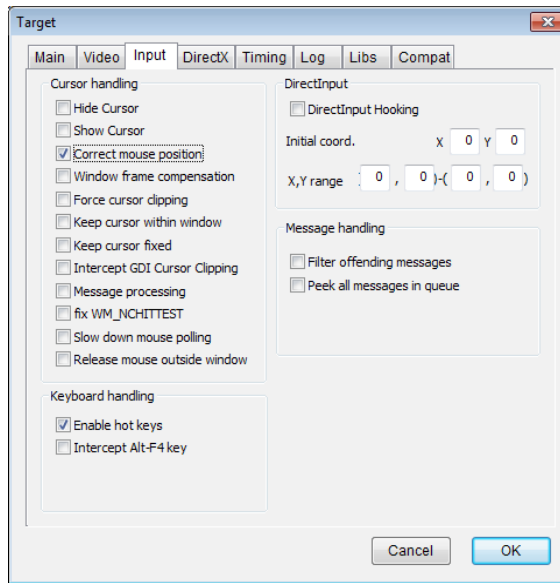 Target
Main Video Input DirectX Timing Log Libs Compat
Cursor handling
Hide Cursor
Show Cursor
Correct mouse position
Window frame compensation
Force cursor clipping
Keep cursor within window
Keep cursor fixed
Intercept GDI Cursor Clipping
Message processing
fix WM_NCHITTEST
Slow down mouse polling
Release mouse outside window
Keyboard handling
Enable hot keys
Intercept Alt-F4 key
DirectInput
DirectInput Hooking
Initial coord. X 0 Y 0
X,Y range ) 0 , 0 )-( 0 , 0 )
Message handling
Filter offending messages
Peek all messages in queue
Cancel OK